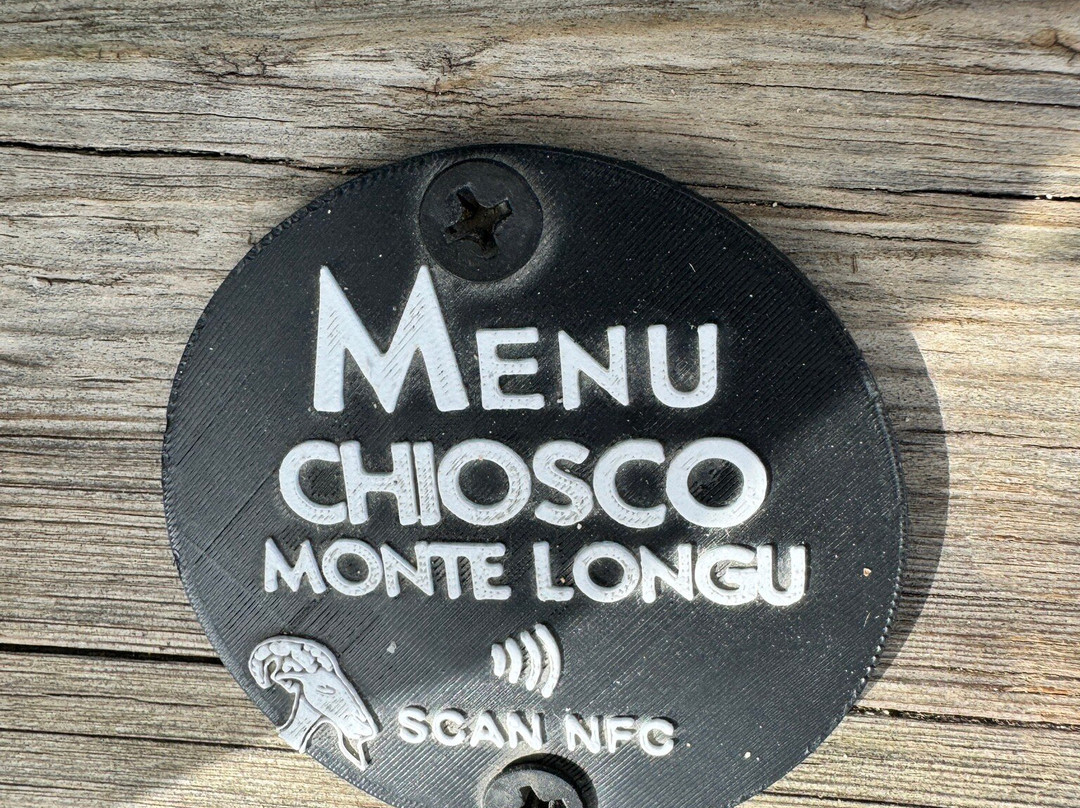 MENU
CHIOSCO
MONTE LONGU
SCAN NFC